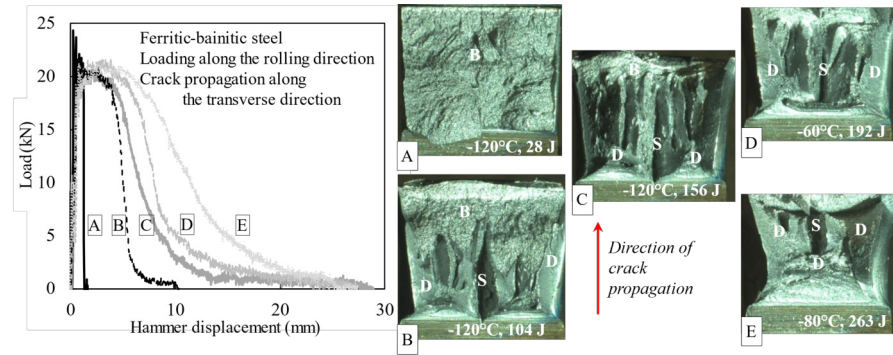 Ferritic-bainitic steel
Loading along the rolling direction
Crack propagation along
the transverse direction
Load (kN)
25
20
15
10
5
0
A B C D E
0 10 20 30
Hammer displacement (mm)
B
A
-120°C, 28 J
B
D S D
B
-120°C, 104 J
B
S
D D
C
-120°C, 156 J
Direction of
crack
propagation
D S D
D
-60°C, 192 J
D S D
D
E
-80°C, 263 J